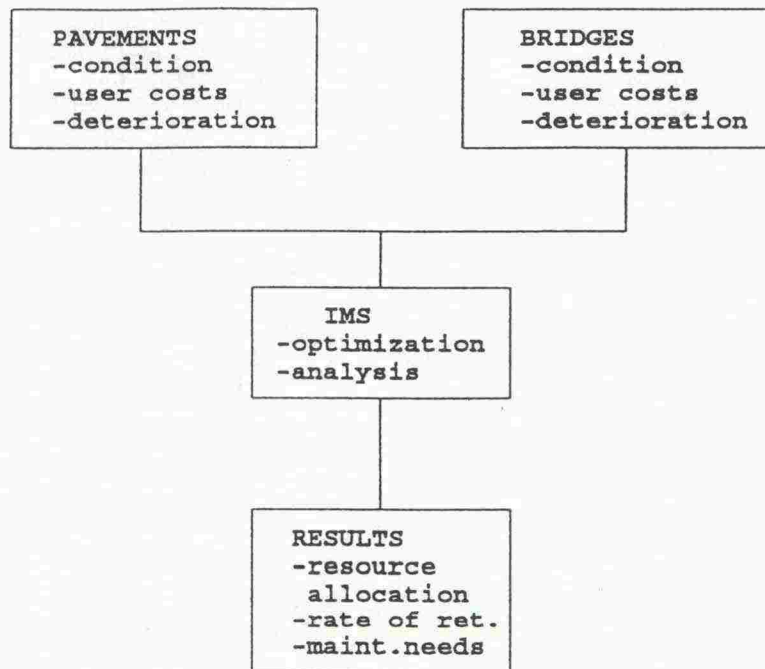 PAVEMENTS
-condition
-user costs
-deterioration
BRIDGES
-condition
-user costs
-deterioration
IMS
-optimization
-analysis
RESULTS
-resource
allocation
-rate of ret.
-maint.needs